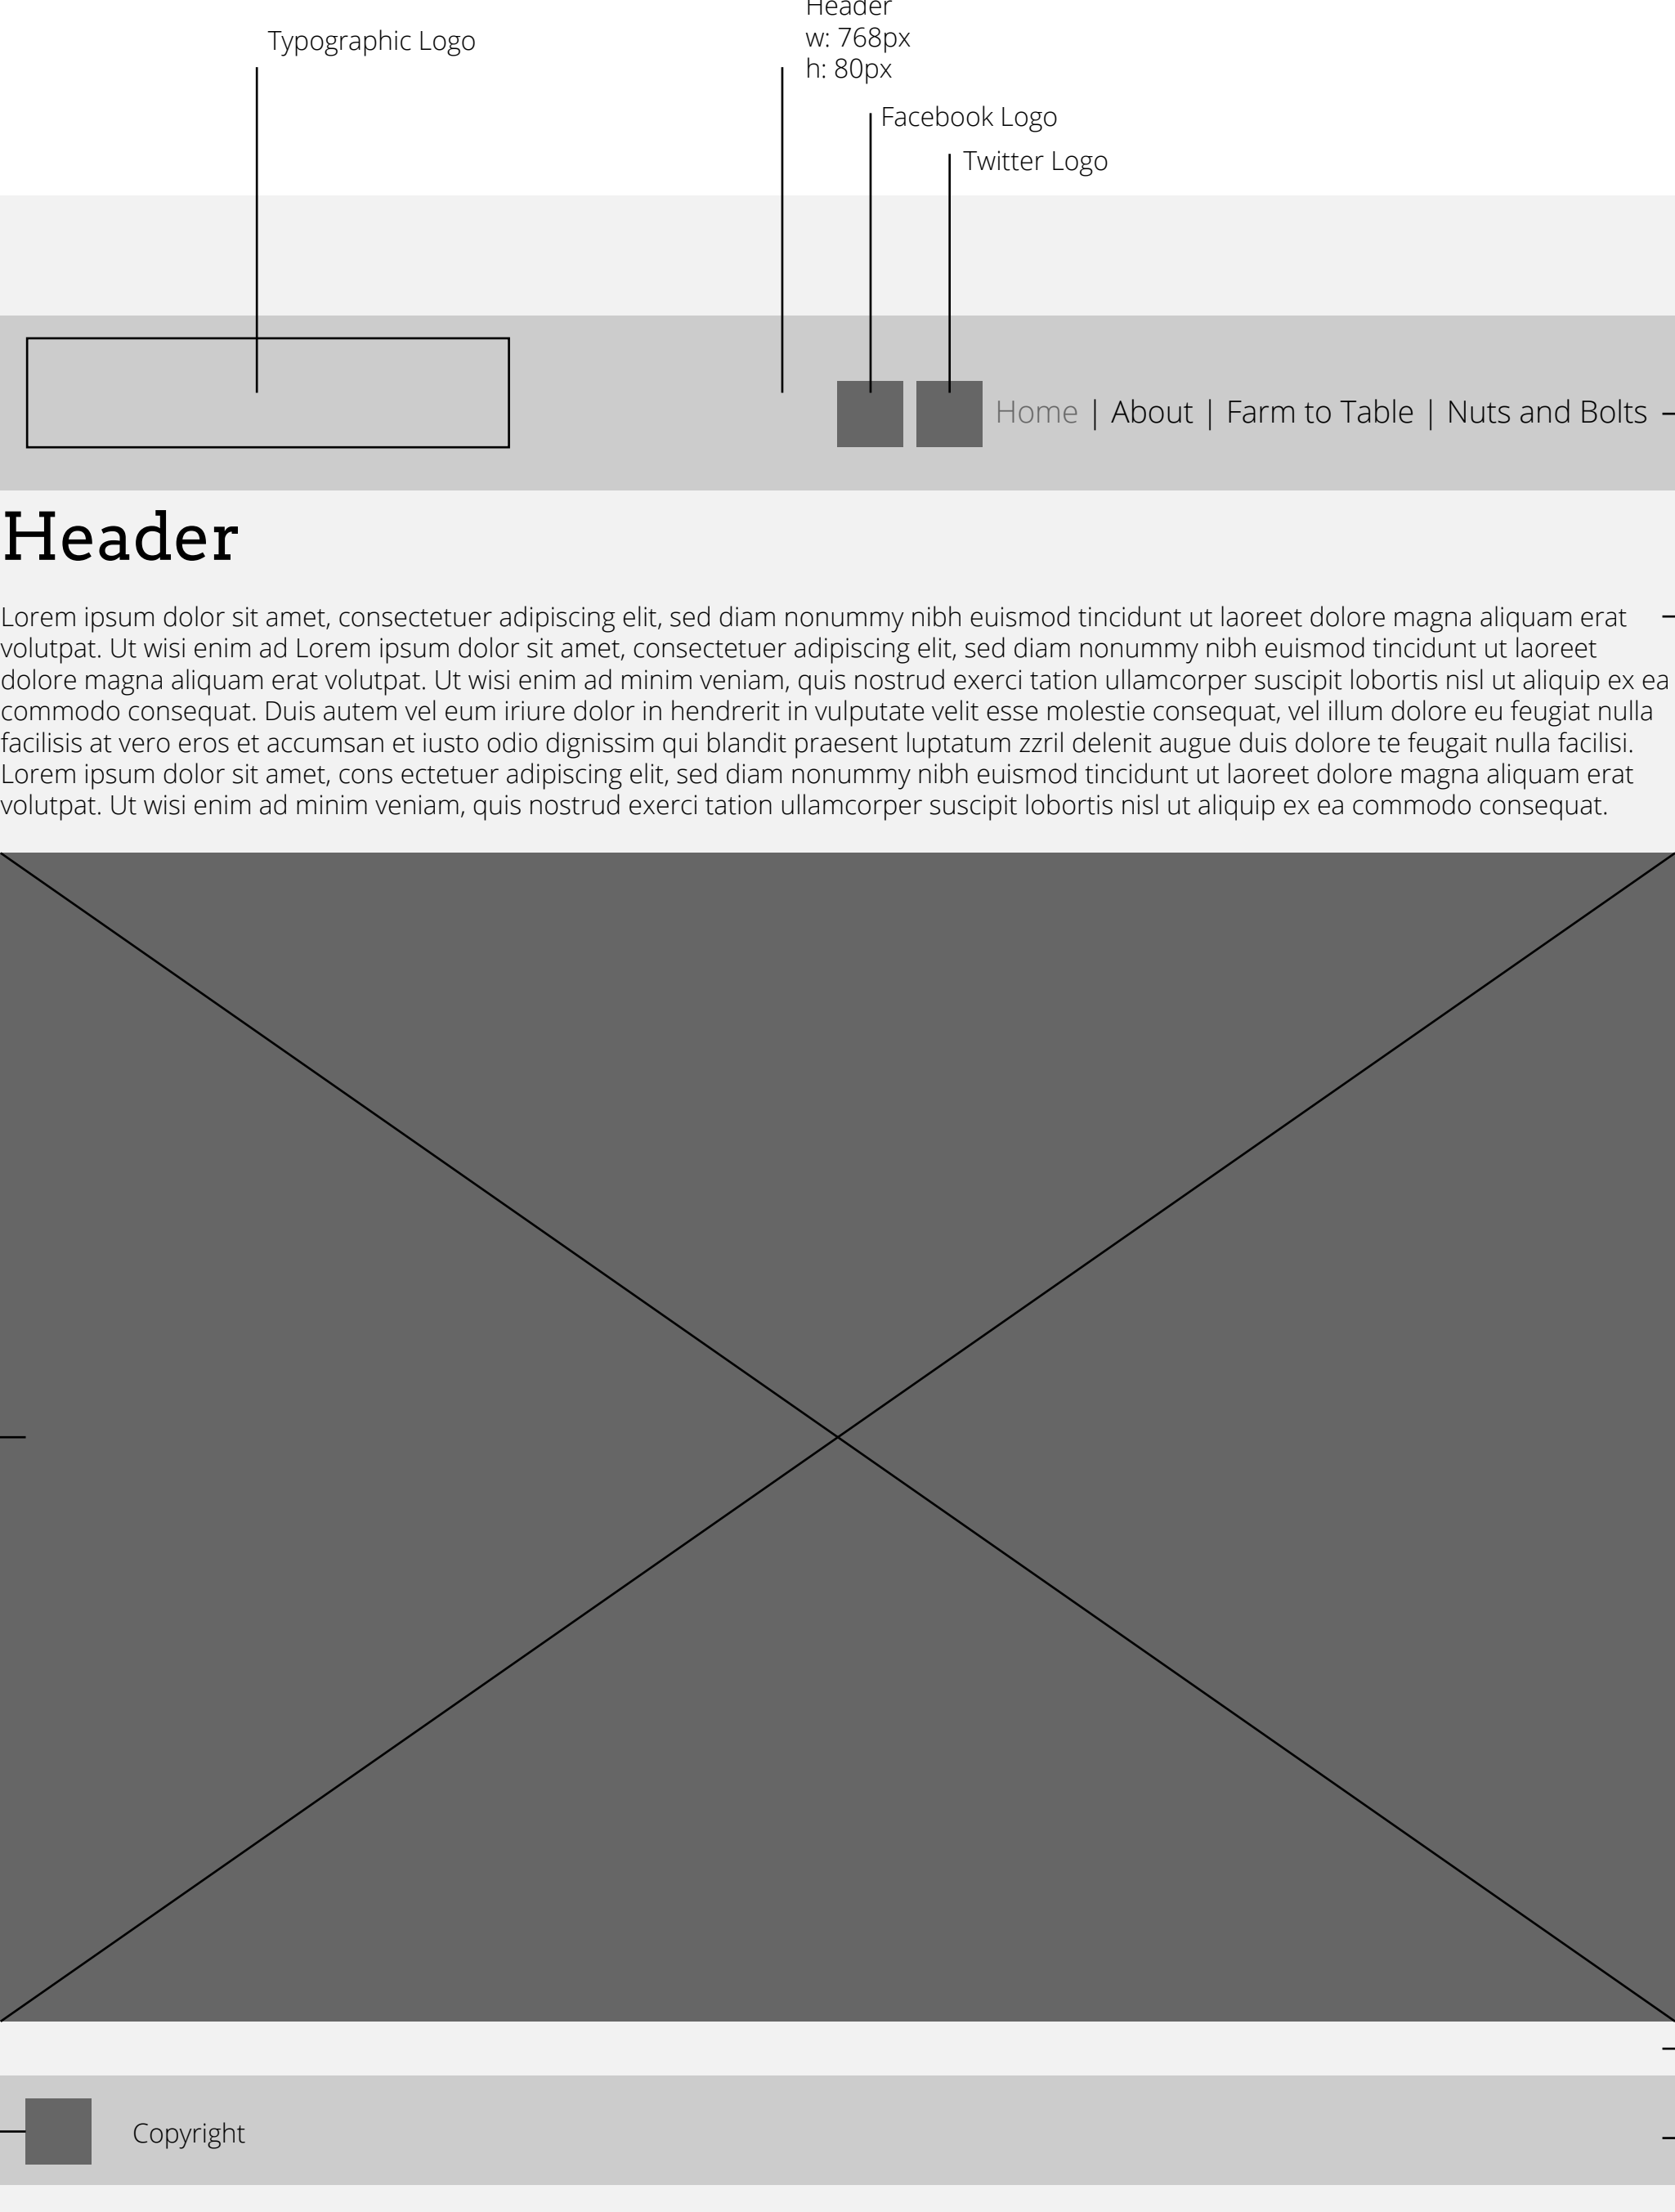 Header
w: 768px
h: 80px
Typographic Logo
Facebook Logo
Twitter Logo
Home | About | Farm to Table | Nuts and Bolts
Header
Lorem ipsum dolor sit amet, consectetuer adipiscing elit, sed diam nonummy nibh euismod tincidunt ut laoreet dolore magna aliquam erat
volutpat. Ut wisi enim ad Lorem ipsum dolor sit amet, consectetuer adipiscing elit, sed diam nonummy nibh euismod tincidunt ut laoreet
dolore magna aliquam erat volutpat. Ut wisi enim ad minim veniam, quis nostrud exerci tation ullamcorper suscipit lobortis nisl ut aliquip ex ea
commodo consequat. Duis autem vel eum iriure dolor in hendrerit in vulputate velit esse molestie consequat, vel illum dolore eu feugiat nulla
facilisis at vero eros et accumsan et iusto odio dignissim qui blandit praesent luptatum zzril delenit augue duis dolore te feugait nulla facilisi.
Lorem ipsum dolor sit amet, cons ectetuer adipiscing elit, sed diam nonummy nibh euismod tincidunt ut laoreet dolore magna aliquam erat
volutpat. Ut wisi enim ad minim veniam, quis nostrud exerci tation ullamcorper suscipit lobortis nisl ut aliquip ex ea commodo consequat.
Copyright